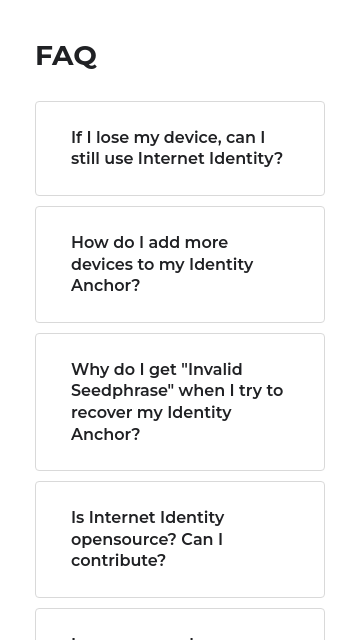 FAQ
If I lose my device, can I
still use Internet Identity?
How do I add more
devices to my Identity
Anchor?
Why do I get "Invalid
Seedphrase" when I try to
recover my Identity
Anchor?
Is Internet Identity
opensource? Can I
contribute?